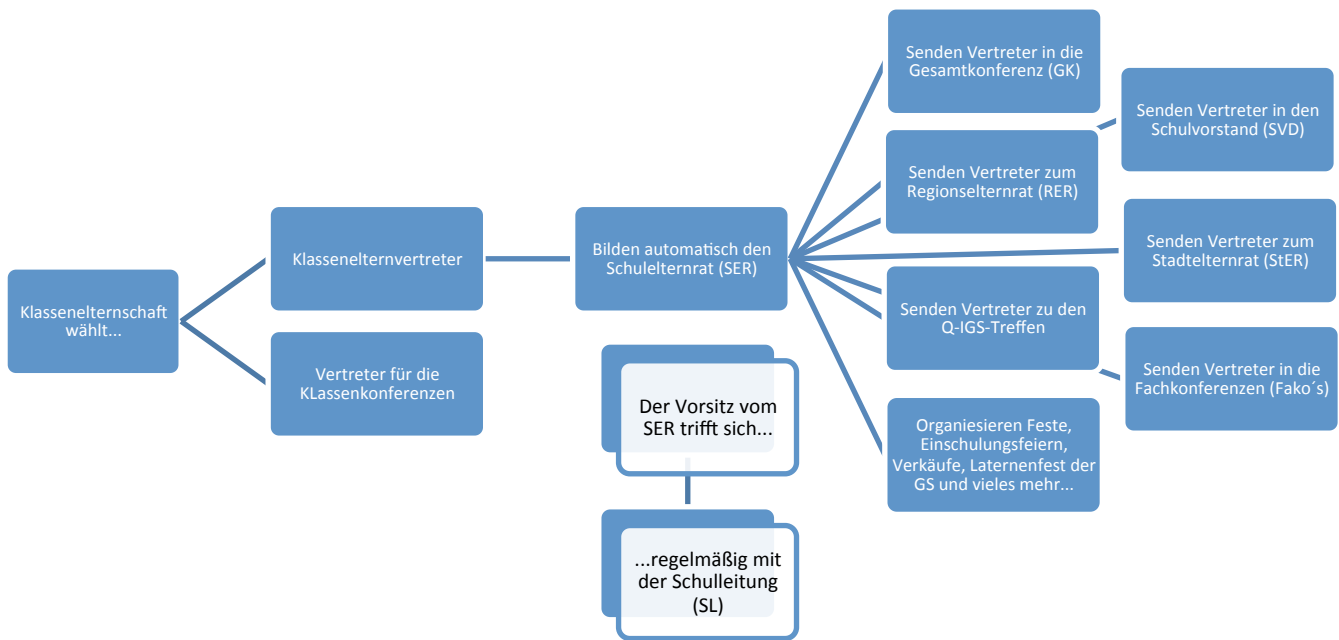 Klassenelternschaft
wählt...
Klassenelternvertreter
Vertreter für die
KLassenkonferenzen
Bilden automatisch den
Schulelternrat (SER)
Der Vorsitz vom
SER trifft sich...
...regelmäßig mit
der Schulleitung
(SL)
Senden Vertreter in die
Gesamtkonferenz (GK)
Senden Vertreter in den
Schulvorstand (SVD)
Senden Vertreter zum
Regionselternrat (RER)
Senden Vertreter zum
Stadtelternrat (StER)
Senden Vertreter zu den
Q-IGS-Treffen
Senden Vertreter in die
Fachkonferenzen (Fako´s)
Organiesieren Feste,
Einschulungsfeiern,
Verkäufe, Laternenfest der
GS und vieles mehr...